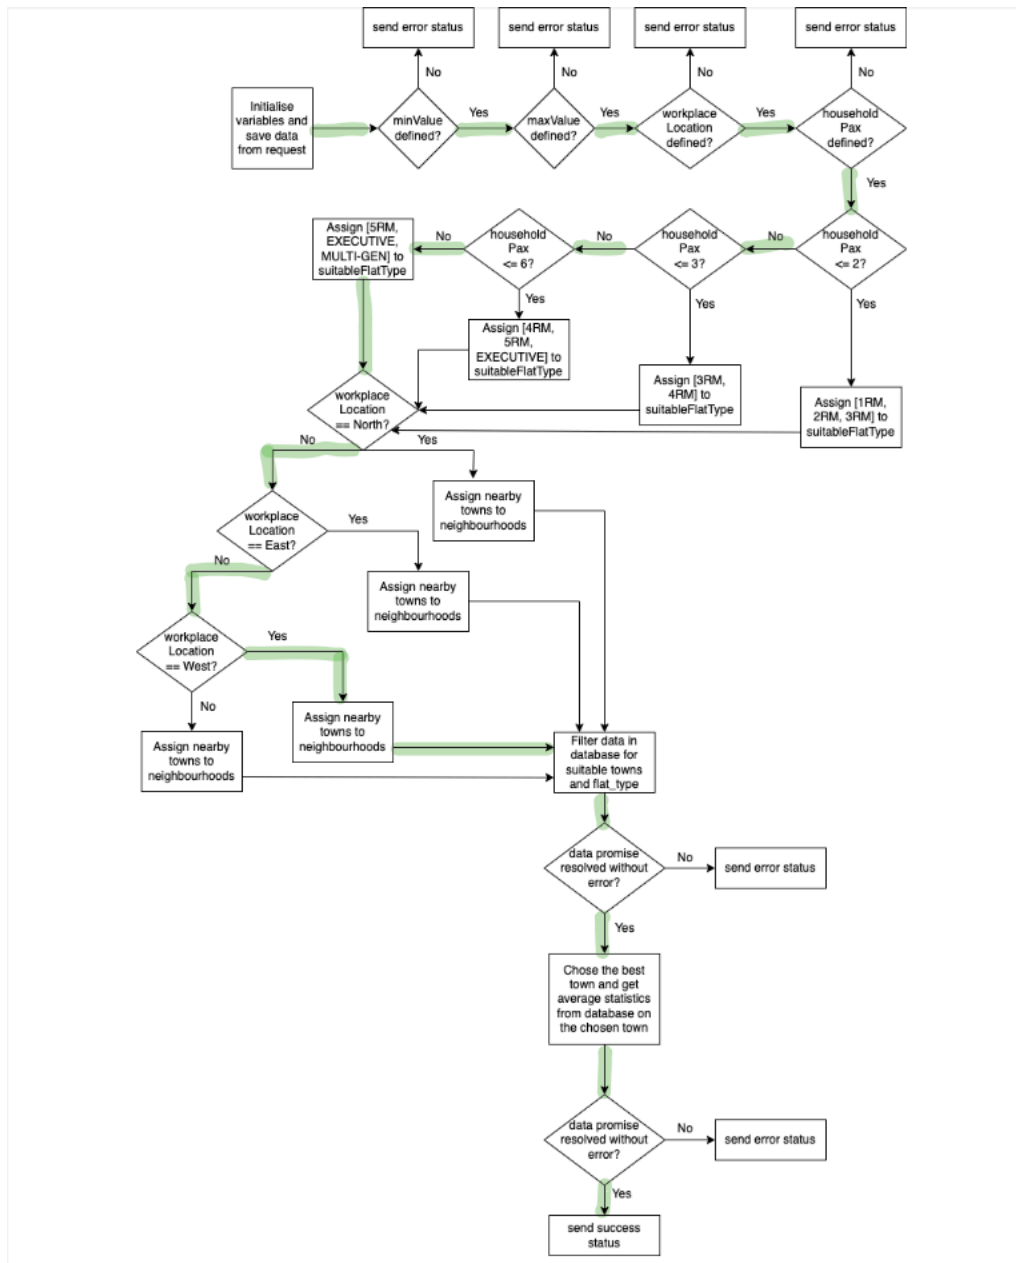 send error status
send error status
send error status
send error status
No
No
No
No
Initialise
variables and
save data
from request
minValue
defined?
Yes
maxValue
defined?
Yes
workplace
Location
defined?
Yes
household
Pax
defined?
Yes
Assign [5RM,
EXECUTIVE,
MULTI-GEN] to
suitableFlatType
No
household
Pax
<= 6?
No
household
Pax
<= 3?
No
household
Pax
<= 2?
Yes
Yes
Yes
Assign [4RM,
5RM,
EXECUTIVE] to
suitableFlatType
Assign [3RM,
4RM] to
suitableFlatType
Assign [1RM,
2RM, 3RM] to
suitableFlatType
workplace
Location
== North?
No
Yes
Assign nearby
towns to
neighbourhoods
workplace
Location
== East?
Yes
No
Assign nearby
towns to
neighbourhoods
workplace
Location
== West?
Yes
No
Assign nearby
towns to
neighbourhoods
Assign nearby
towns to
neighbourhoods
Filter data in
database for
suitable towns
and flat_type
data promise
resolved without
error?
No
send error status
Yes
Chose the best
town and get
average statistics
from database on
the chosen town
data promise
resolved without
error?
No
send error status
Yes
send success
status